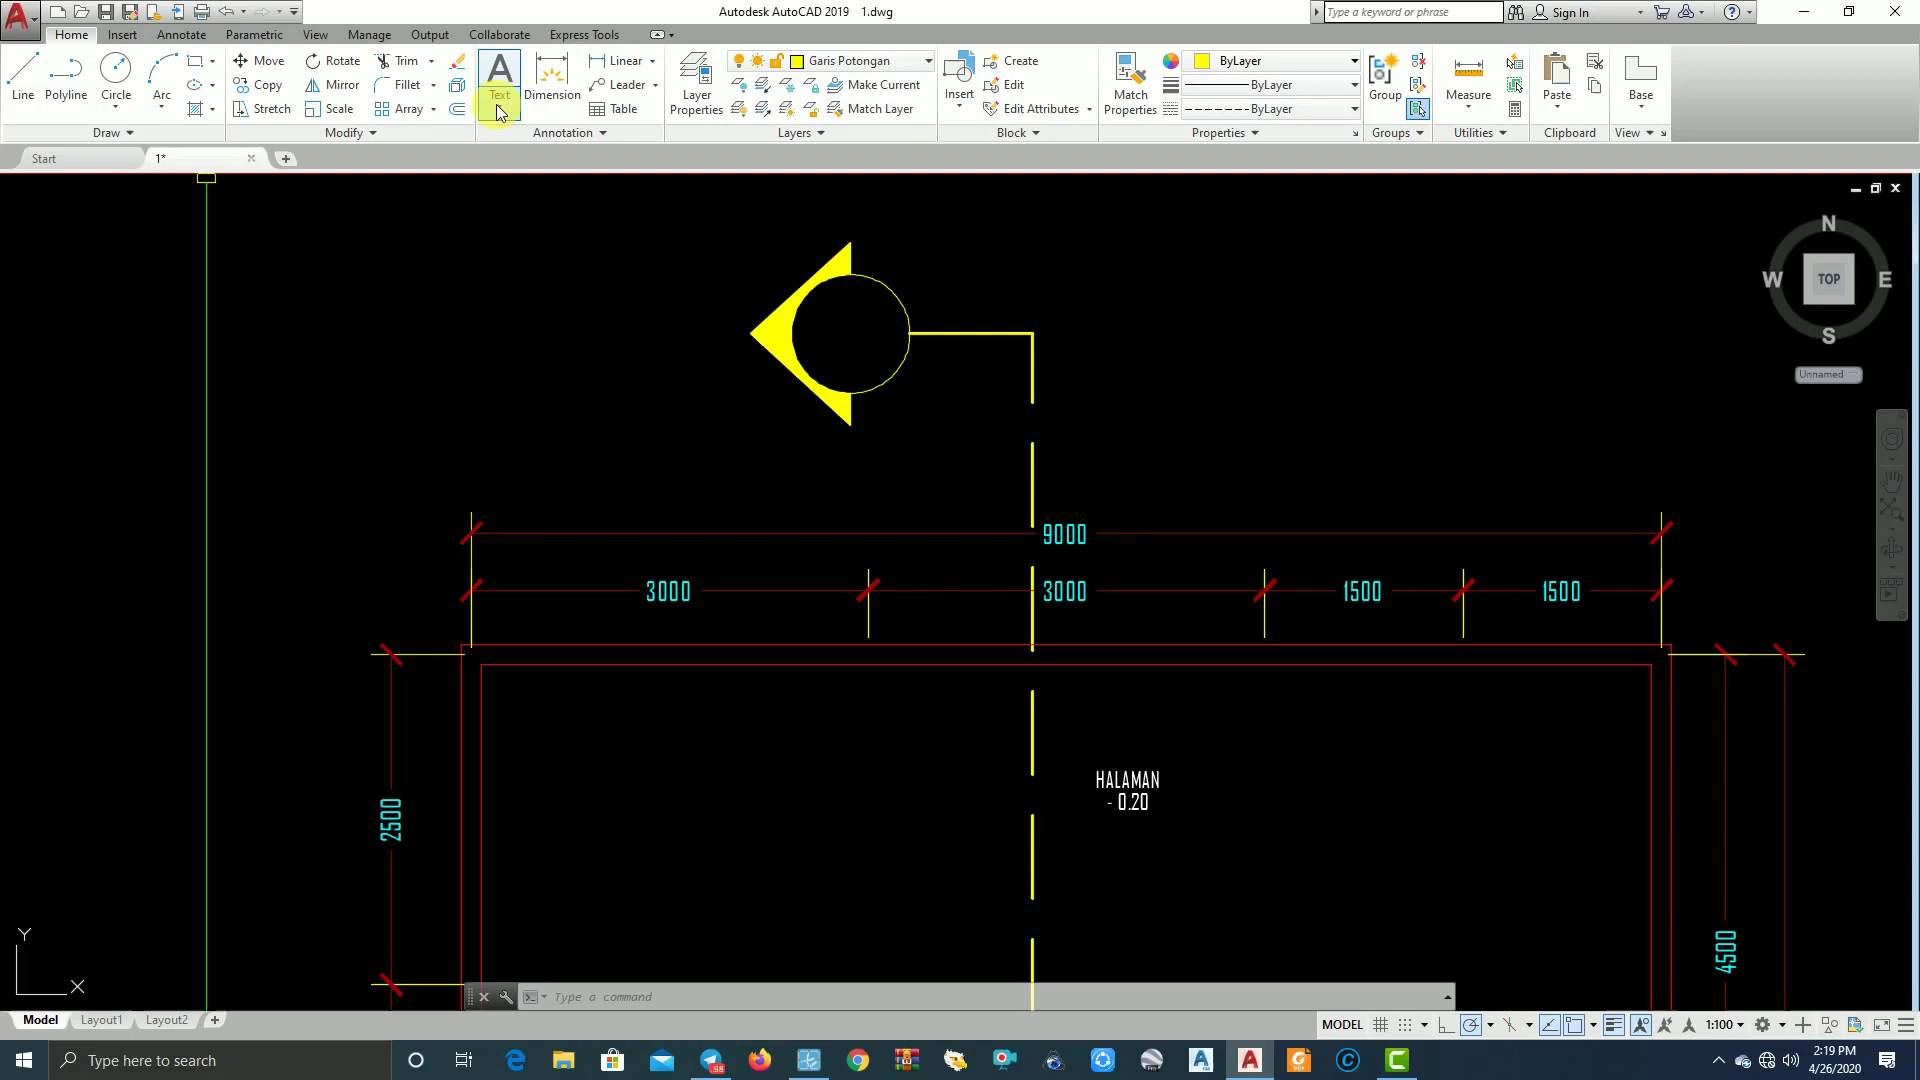 Autodesk AutoCAD 2019 1.dwg
Type a keyword or phrase
Sign In
Home Insert Annotate Parametric View Manage Output Collaborate Express Tools
Line Polyline Circle Arc
Draw
Move Rotate Trim
Copy Mirror Fillet
Stretch Scale Array
Modify
A
Text Dimension
Linear
Leader
Table
Annotation
Layer
Properties
Garis Potongan
Make Current
Match Layer
Layers
Insert
Create
Edit
Edit Attributes
Block
Match
Properties
ByLayer
ByLayer
ByLayer
Properties
Group
Groups
Measure
Utilities
Paste
Clipboard
Base
View
Start 1*
N
W TOP E
S
Unnamed
9000
3000 3000 1500 1500
HALAMAN
- 0.20
2500
4500
Y
X
Type a command
Model Layout1 Layout2
MODEL 1:100
Type here to search
98
2:19 PM
4/26/2020